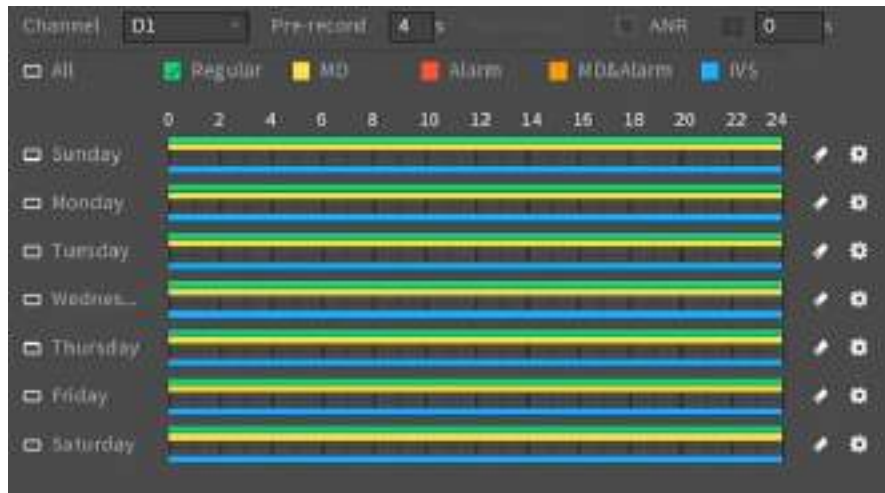 Channel D1 Pre-record 4 s ANR 0 s
All Regular MD Alarm MD&Alarm IVS
0 2 4 6 8 10 12 14 16 18 20 22 24
Sunday
Monday
Tuesday
Wednes...
Thursday
Friday
Saturday